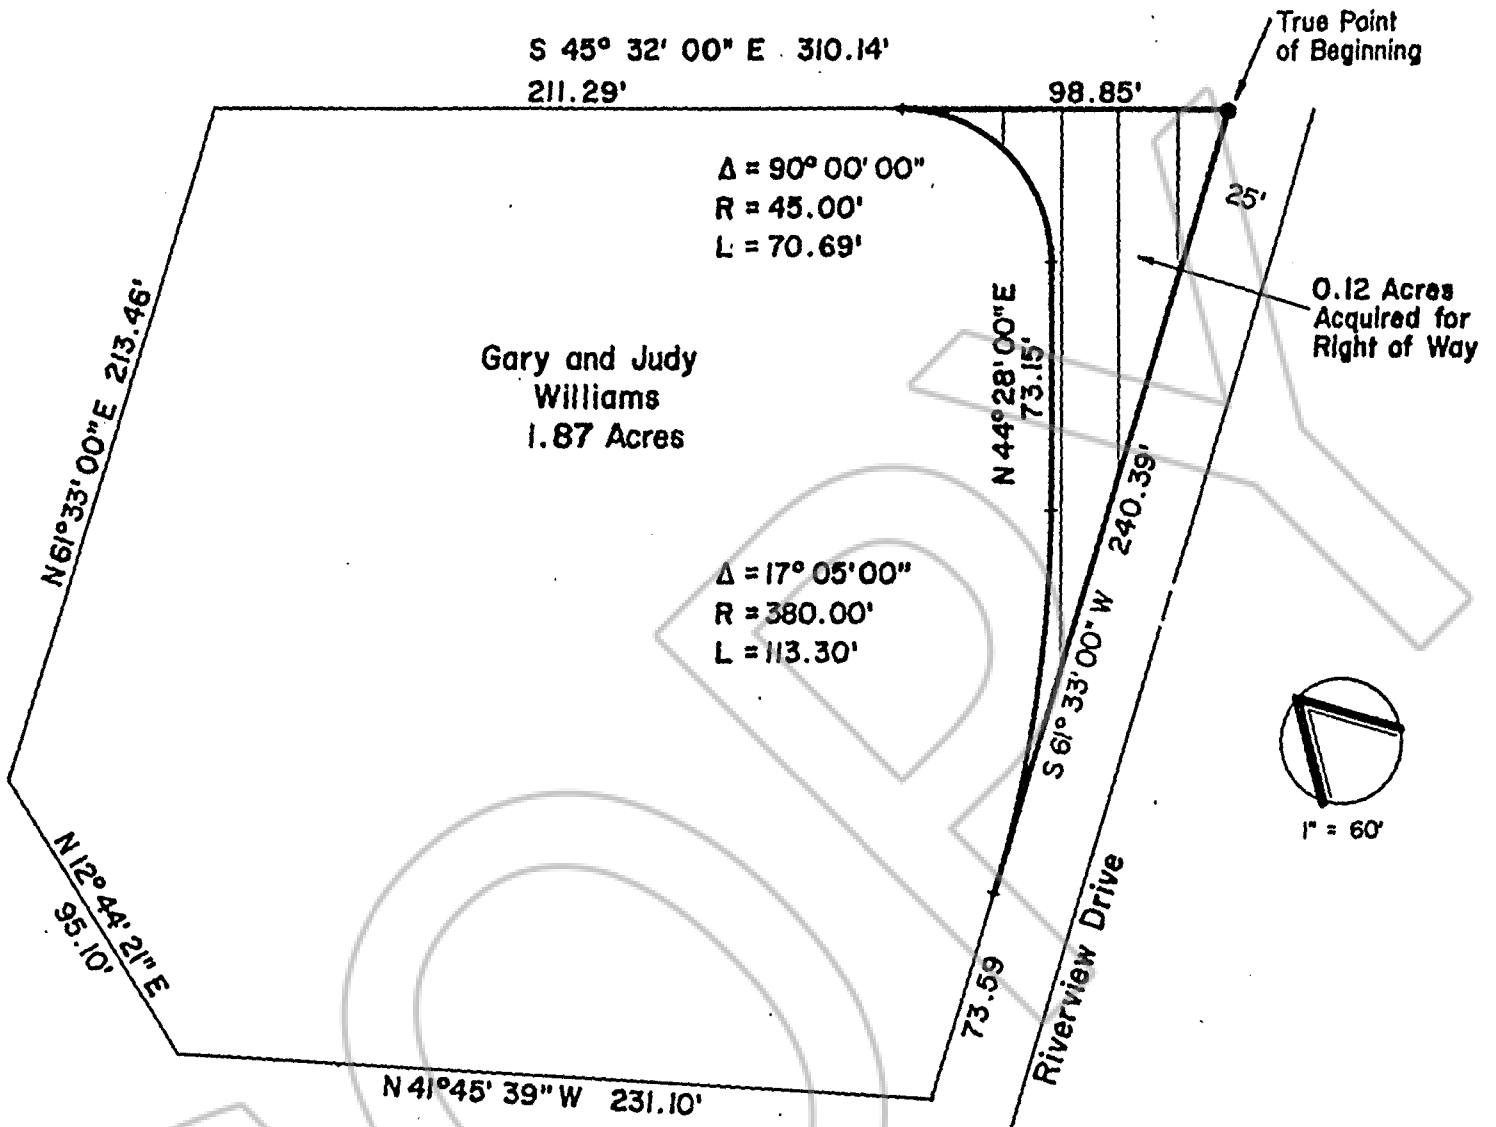 True Point
of Beginning
S 45° 32' 00" E 310.14'
211.29'
98.85'
Δ = 90° 00' 00"
R = 45.00'
L = 70.69'
25'
0.12 Acres
Acquired for
Right of Way
N 61° 33' 00" E 213.46'
Gary and Judy
Williams
1.87 Acres
N 44° 28' 00" E
73.15'
240.39'
S 61° 33' 00" W
Δ = 17° 05' 00"
R = 380.00'
L = 113.30'
1" = 60'
N 12° 44' 21" E
95.10'
73.59
Riverview Drive
N 41° 45' 39" W 231.10'
COPY